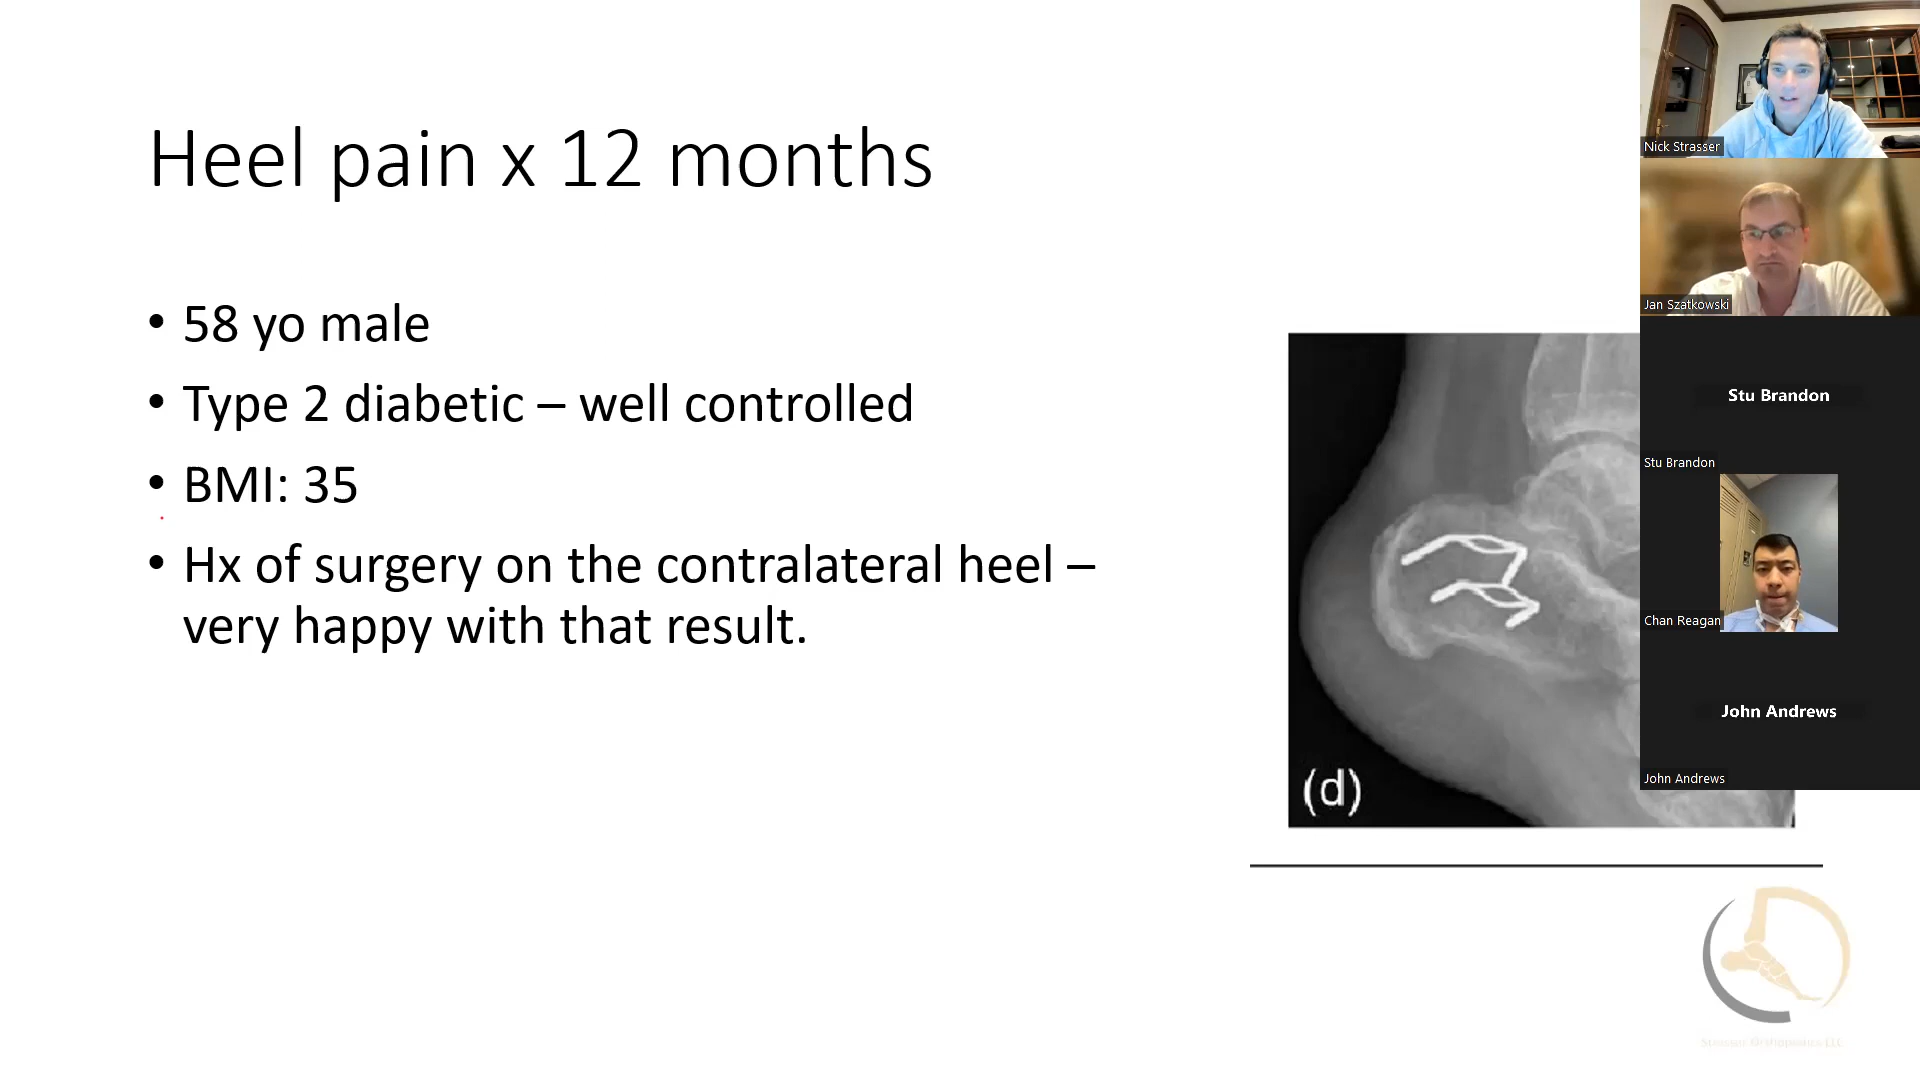 Heel pain x 12 months
• 58 yo male
• Type 2 diabetic – well controlled
• BMI: 35
• Hx of surgery on the contralateral heel –
very happy with that result.
(d)
Nick Strasser
Jan Szatkowski
Stu Brandon
Stu Brandon
Chan Reagan
John Andrews
John Andrews